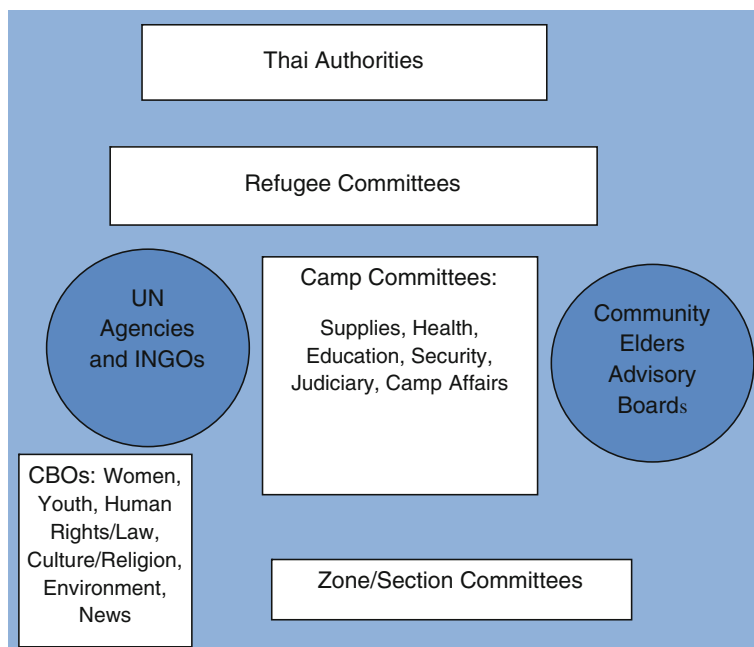 Thai Authorities
Refugee Committees
UN
Agencies
and INGOs
Camp Committees:
Supplies, Health,
Education, Security,
Judiciary, Camp Affairs
Community
Elders
Advisory
Boards
CBOs: Women,
Youth, Human
Rights/Law,
Culture/Religion,
Environment,
News
Zone/Section Committees